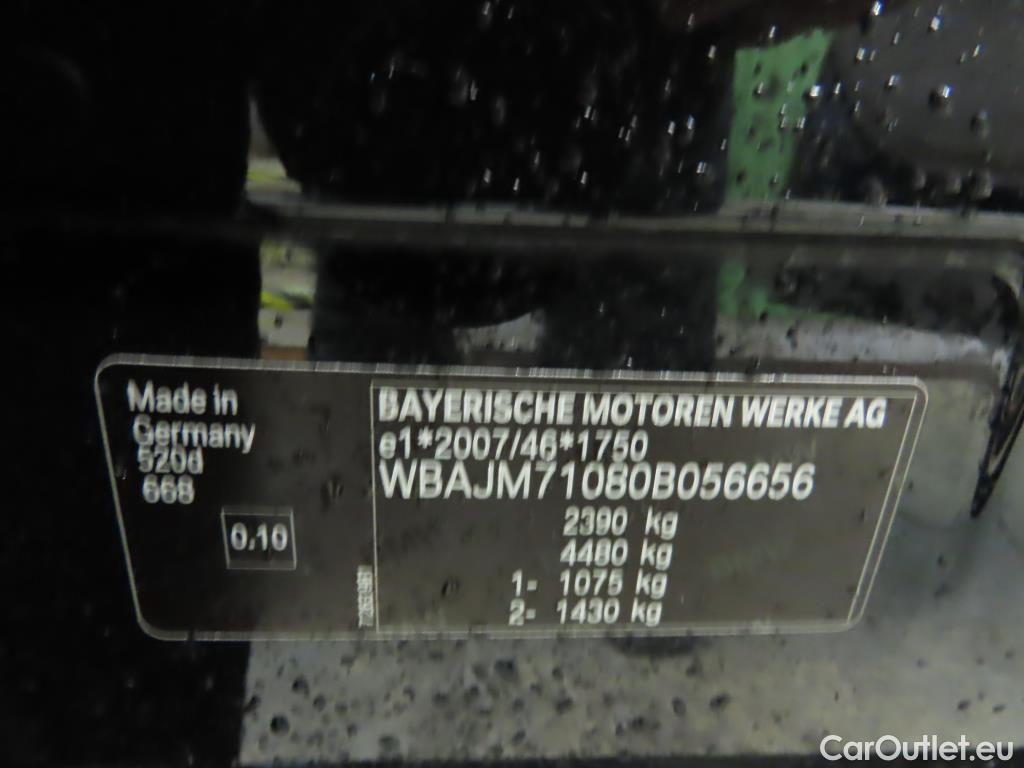 Made in
Germany
520d
668
0.10
BAYERISCHE MOTOREN WERKE AG
e1*2007/46*1750
WBAJM71080B056656
2390 kg
4480 kg
1- 1075 kg
2- 1430 kg
CarOutlet.eu